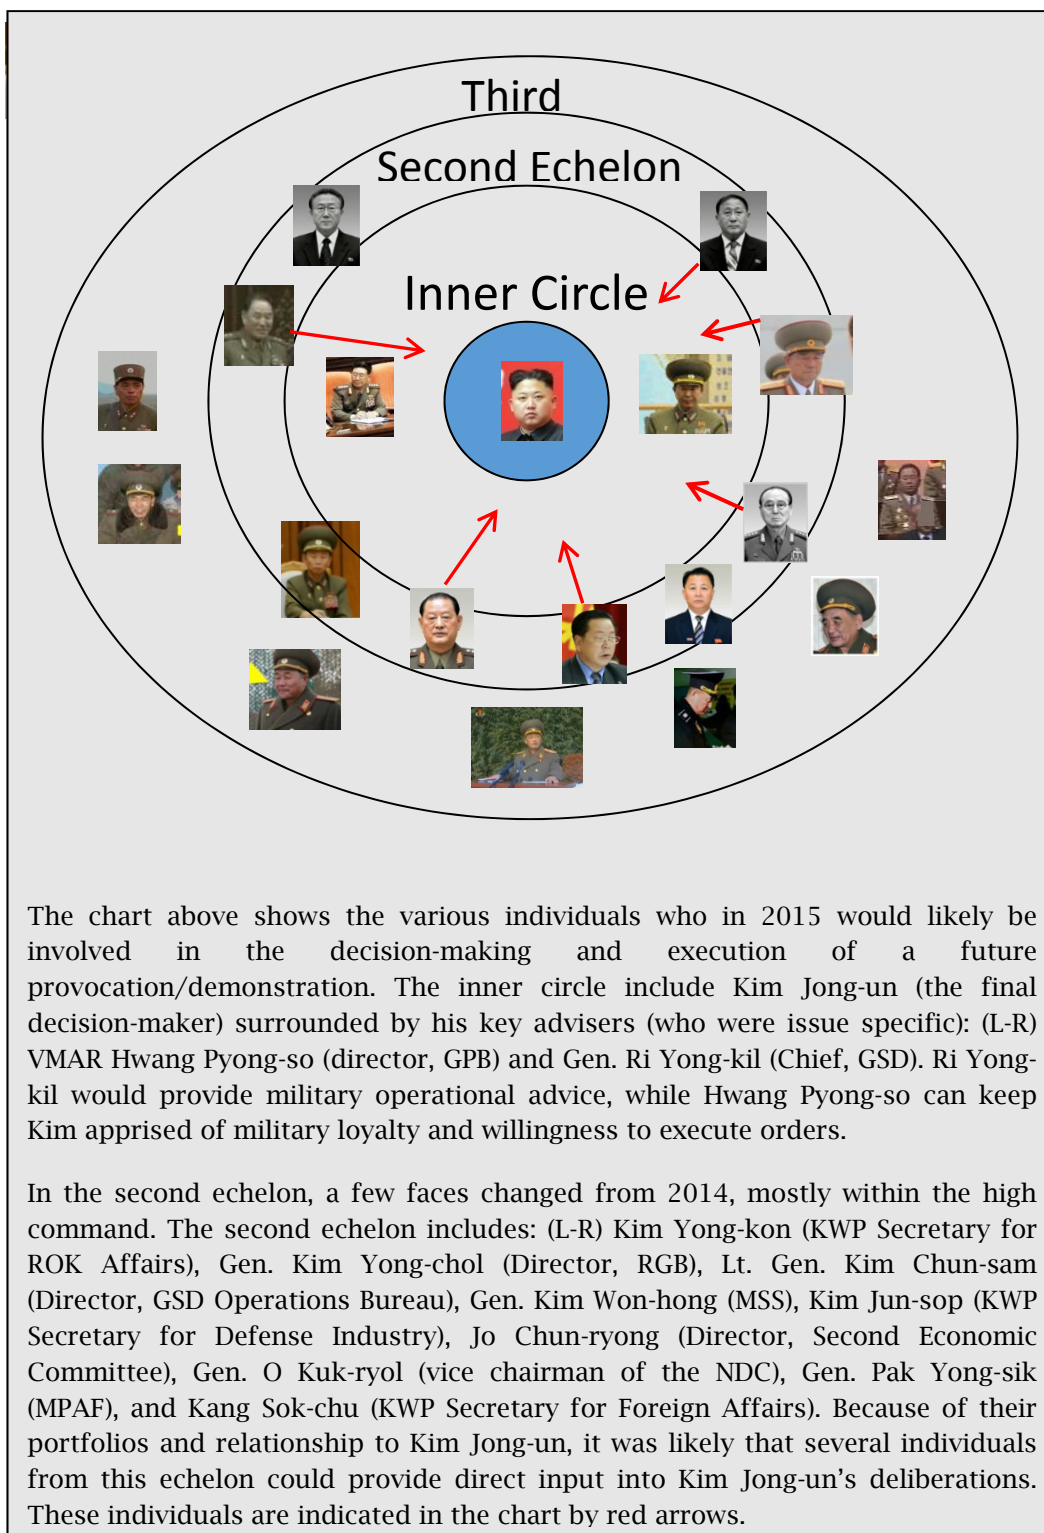 Third
Second Echelon
Inner Circle
The chart above shows the various individuals who in 2015 would likely be
involved in the decision-making and execution of a future
provocation/demonstration. The inner circle include Kim Jong-un (the final
decision-maker) surrounded by his key advisers (who were issue specific): (L-R)
VMAR Hwang Pyong-so (director, GPB) and Gen. Ri Yong-kil (Chief, GSD). Ri Yong-
kil would provide military operational advice, while Hwang Pyong-so can keep
Kim apprised of military loyalty and willingness to execute orders.
In the second echelon, a few faces changed from 2014, mostly within the high
command. The second echelon includes: (L-R) Kim Yong-kon (KWP Secretary for
ROK Affairs), Gen. Kim Yong-chol (Director, RGB), Lt. Gen. Kim Chun-sam
(Director, GSD Operations Bureau), Gen. Kim Won-hong (MSS), Kim Jun-sop (KWP
Secretary for Defense Industry), Jo Chun-ryong (Director, Second Economic
Committee), Gen. O Kuk-ryol (vice chairman of the NDC), Gen. Pak Yong-sik
(MPAF), and Kang Sok-chu (KWP Secretary for Foreign Affairs). Because of their
portfolios and relationship to Kim Jong-un, it was likely that several individuals
from this echelon could provide direct input into Kim Jong-un's deliberations.
These individuals are indicated in the chart by red arrows.